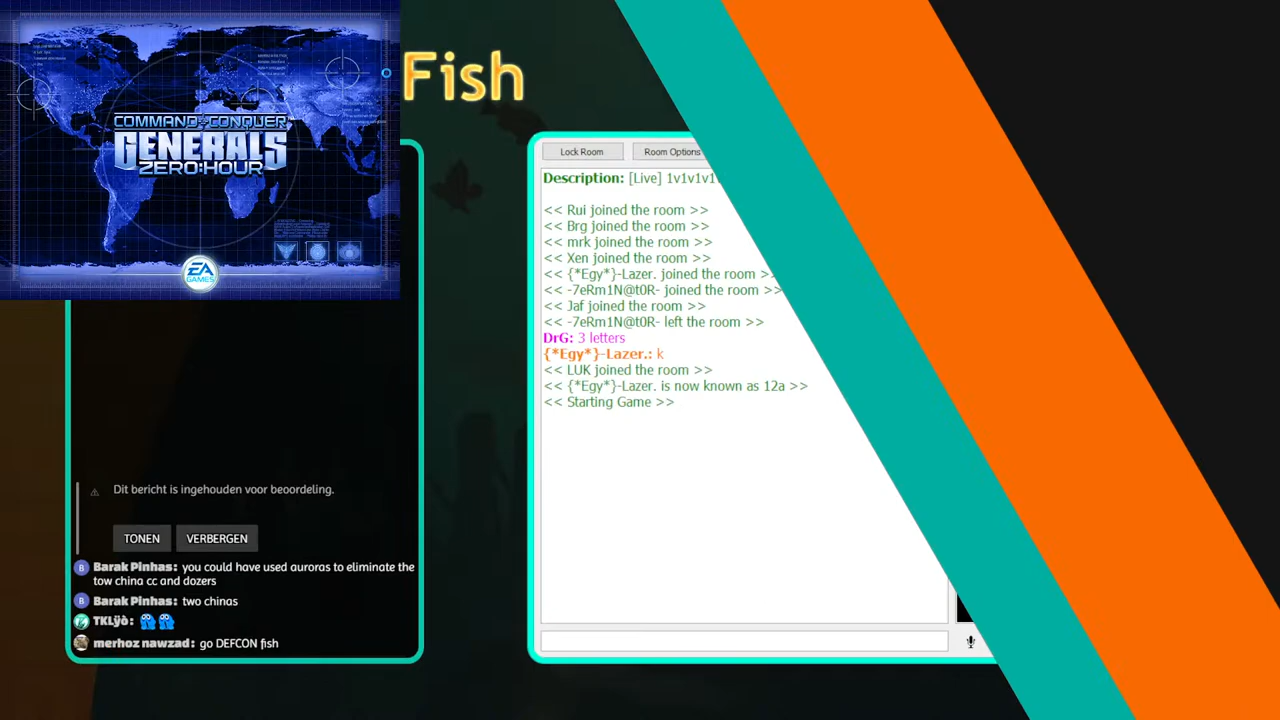 COMMAND & CONQUER
GENERALS
ZERO:HOUR
EA
GAMES
Fish
Lock Room
Room Options
Description: [Live] 1v1v1v1
<< Rui joined the room >>
<< Brg joined the room >>
<< mrk joined the room >>
<< Xen joined the room >>
<< {*Egy*}-Lazer. joined the room >>
<< -7eRm1N@t0R- joined the room >>
<< Jaf joined the room >>
<< -7eRm1N@t0R- left the room >>
DrG: 3 letters
{*Egy*}-Lazer.: k
<< LUK joined the room >>
<< {*Egy*}-Lazer. is now known as 12a >>
<< Starting Game >>
Dit bericht is ingehouden voor beoordeling.
TONEN
VERBERGEN
B
Barak Pinhas: you could have used auroras to eliminate the
tow china cc and dozers
B
Barak Pinhas: two chinas
TKLÿò:
merhoz nawzad: go DEFCON fish